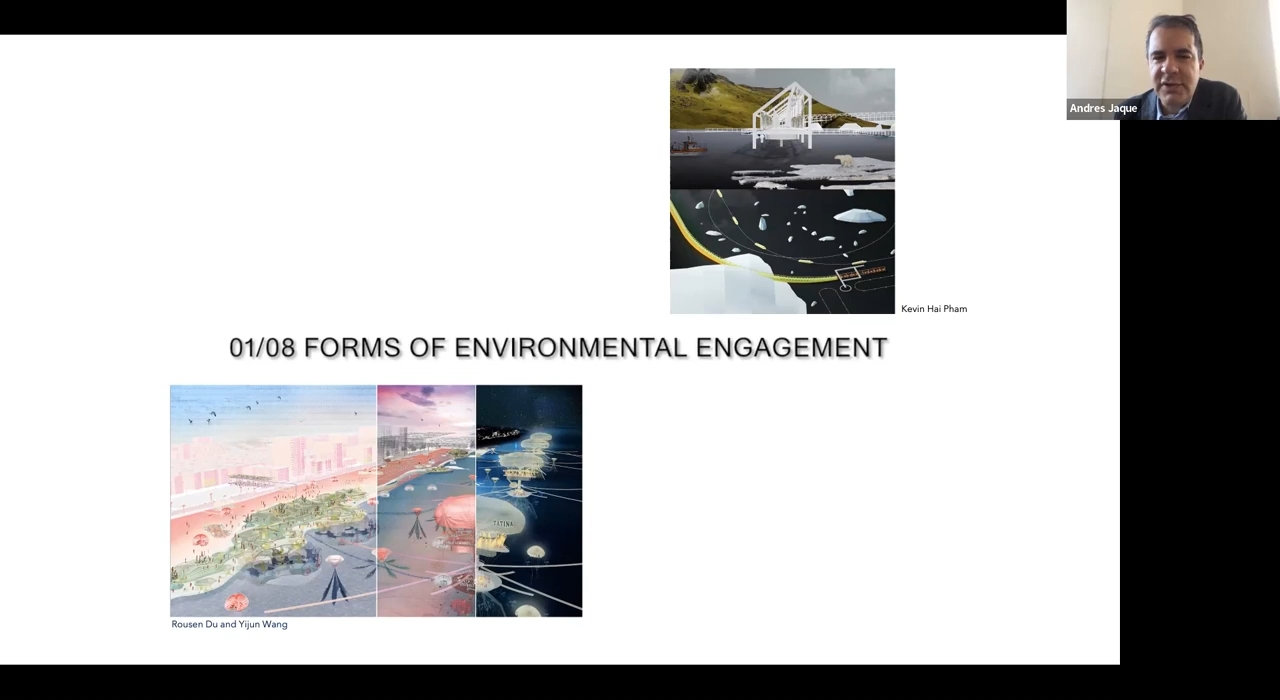 Andres Jaque
Kevin Hai Pham
01/08 FORMS OF ENVIRONMENTAL ENGAGEMENT
TATINA
Rousen Du and Yijun Wang